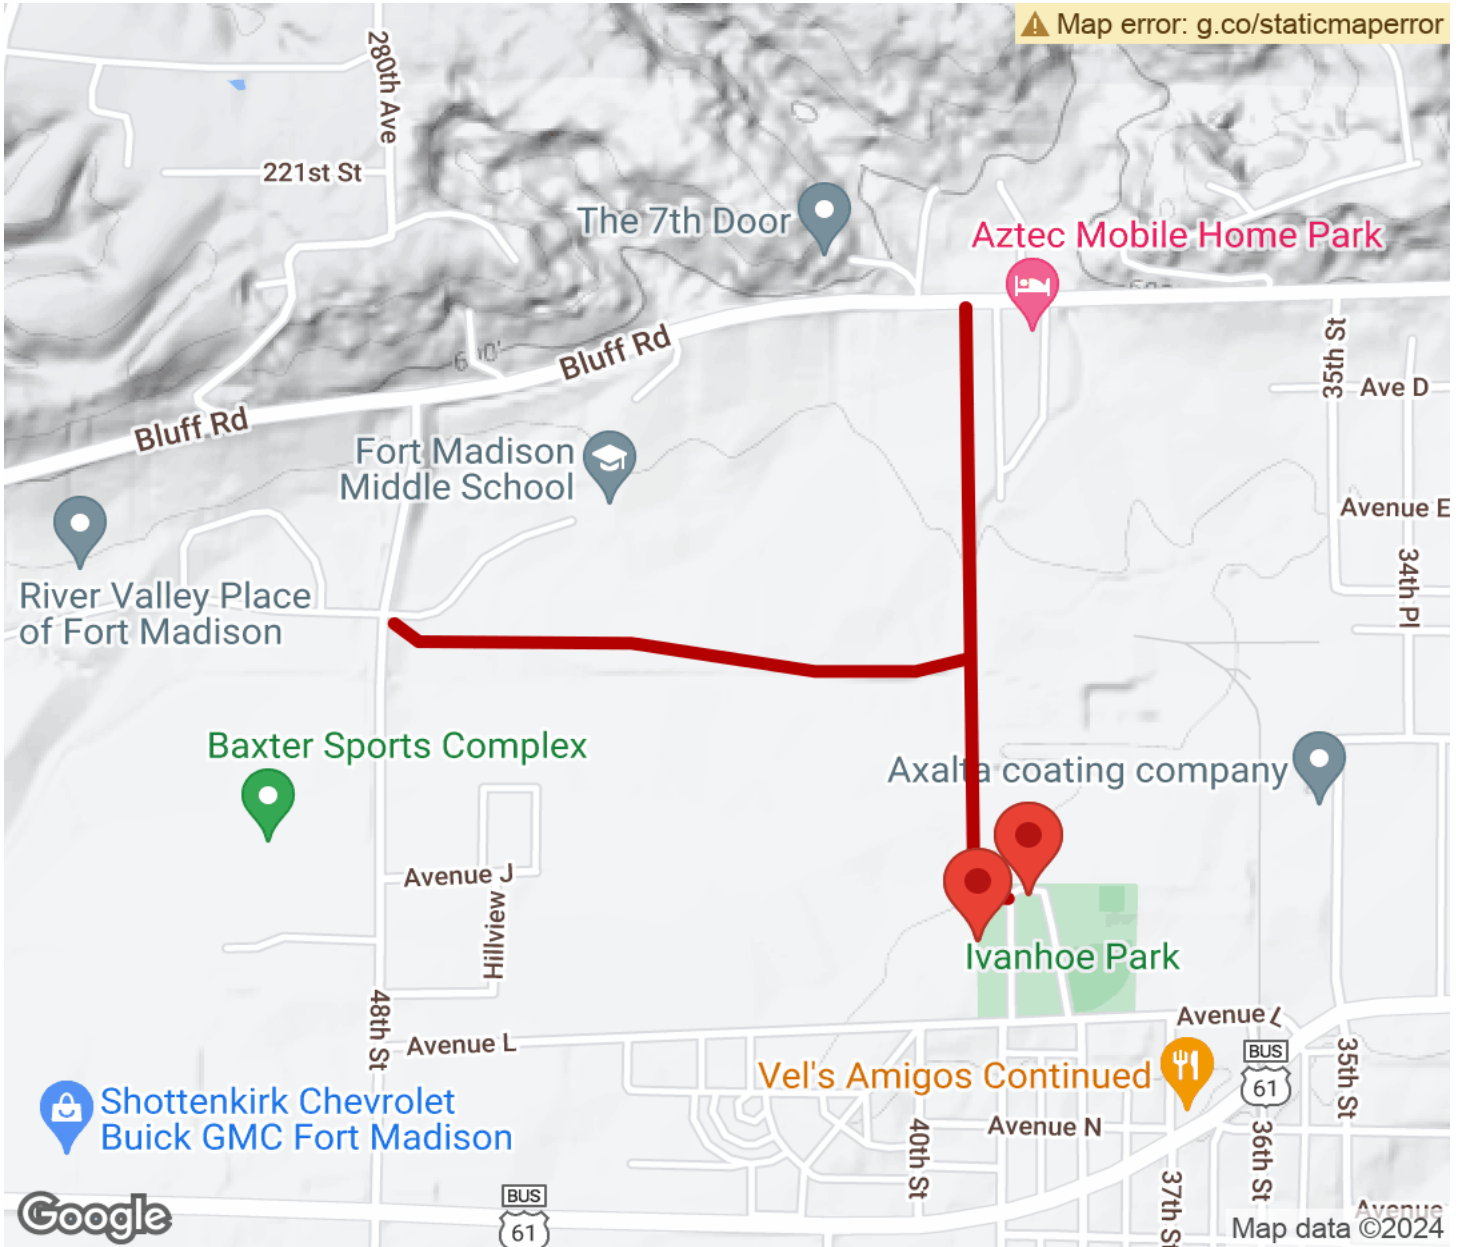 Map error: g.co/staticmaperror
280th Ave
221st St
The 7th Door
Aztec Mobile Home Park
600'
Bluff Rd
35th St
Ave D
Bluff Rd
Fort Madison
Middle School
Avenue E
34th Pl
River Valley Place
of Fort Madison
Baxter Sports Complex
Axalta coating company
Avenue J
Hillview
Ivanhoe Park
48th St
Avenue L
Avenue L
BUS
61
35th St
Vel's Amigos Continued
Shottenkirk Chevrolet
Buick GMC Fort Madison
40th St
Avenue N
36th St
37th St
BUS
61
Avenue
Google
Map data ©2024